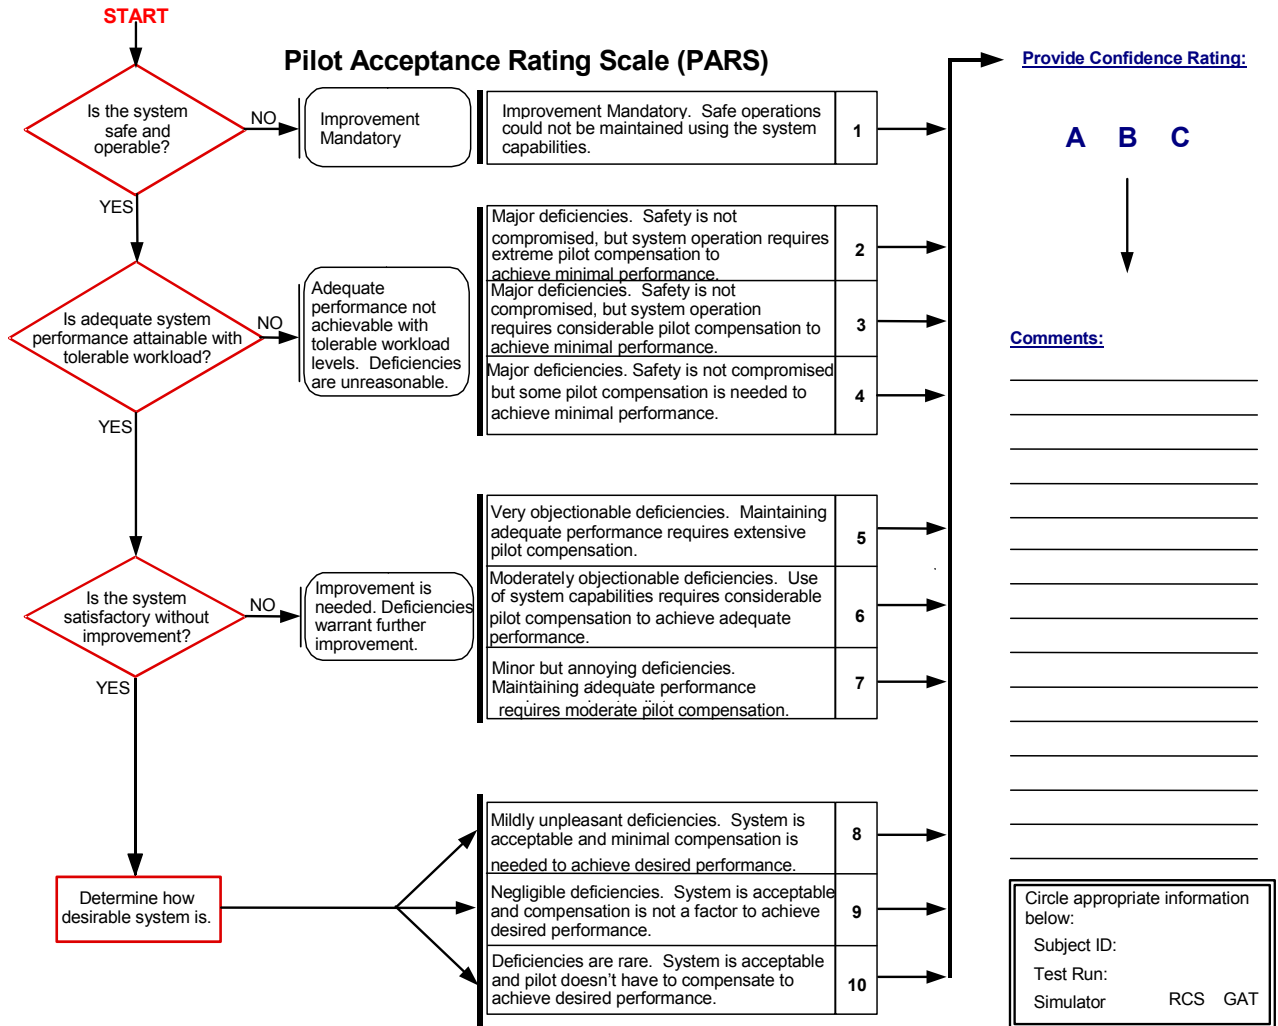 START
Pilot Acceptance Rating Scale (PARS)
Is the system
safe and
operable?
NO
Improvement
Mandatory
Improvement Mandatory. Safe operations
could not be maintained using the system
capabilities.
1
YES
Is adequate system
performance attainable with
tolerable workload?
NO
Adequate
performance not
achievable with
tolerable workload
levels. Deficiencies
are unreasonable.
Major deficiencies. Safety is not
compromised, but system operation requires
extreme pilot compensation to
achieve minimal performance.
2
Major deficiencies. Safety is not
compromised, but system operation
requires considerable pilot compensation to
achieve minimal performance.
3
Major deficiencies. Safety is not compromised
but some pilot compensation is needed to
achieve minimal performance.
4
YES
Is the system
satisfactory without
improvement?
NO
Improvement is
needed. Deficiencies
warrant further
improvement.
Very objectionable deficiencies. Maintaining
adequate performance requires extensive
pilot compensation.
5
Moderately objectionable deficiencies. Use
of system capabilities requires considerable
pilot compensation to achieve adequate
performance.
6
Minor but annoying deficiencies.
Maintaining adequate performance
requires moderate pilot compensation.
7
YES
Determine how
desirable system is.
Mildly unpleasant deficiencies. System is
acceptable and minimal compensation is
needed to achieve desired performance.
8
Negligible deficiencies. System is acceptable
and compensation is not a factor to achieve
desired performance.
9
Deficiencies are rare. System is acceptable
and pilot doesn't have to compensate to
achieve desired performance.
10
Provide Confidence Rating:
A B C
Comments:
Circle appropriate information
below:
Subject ID:
Test Run:
Simulator RCS GAT